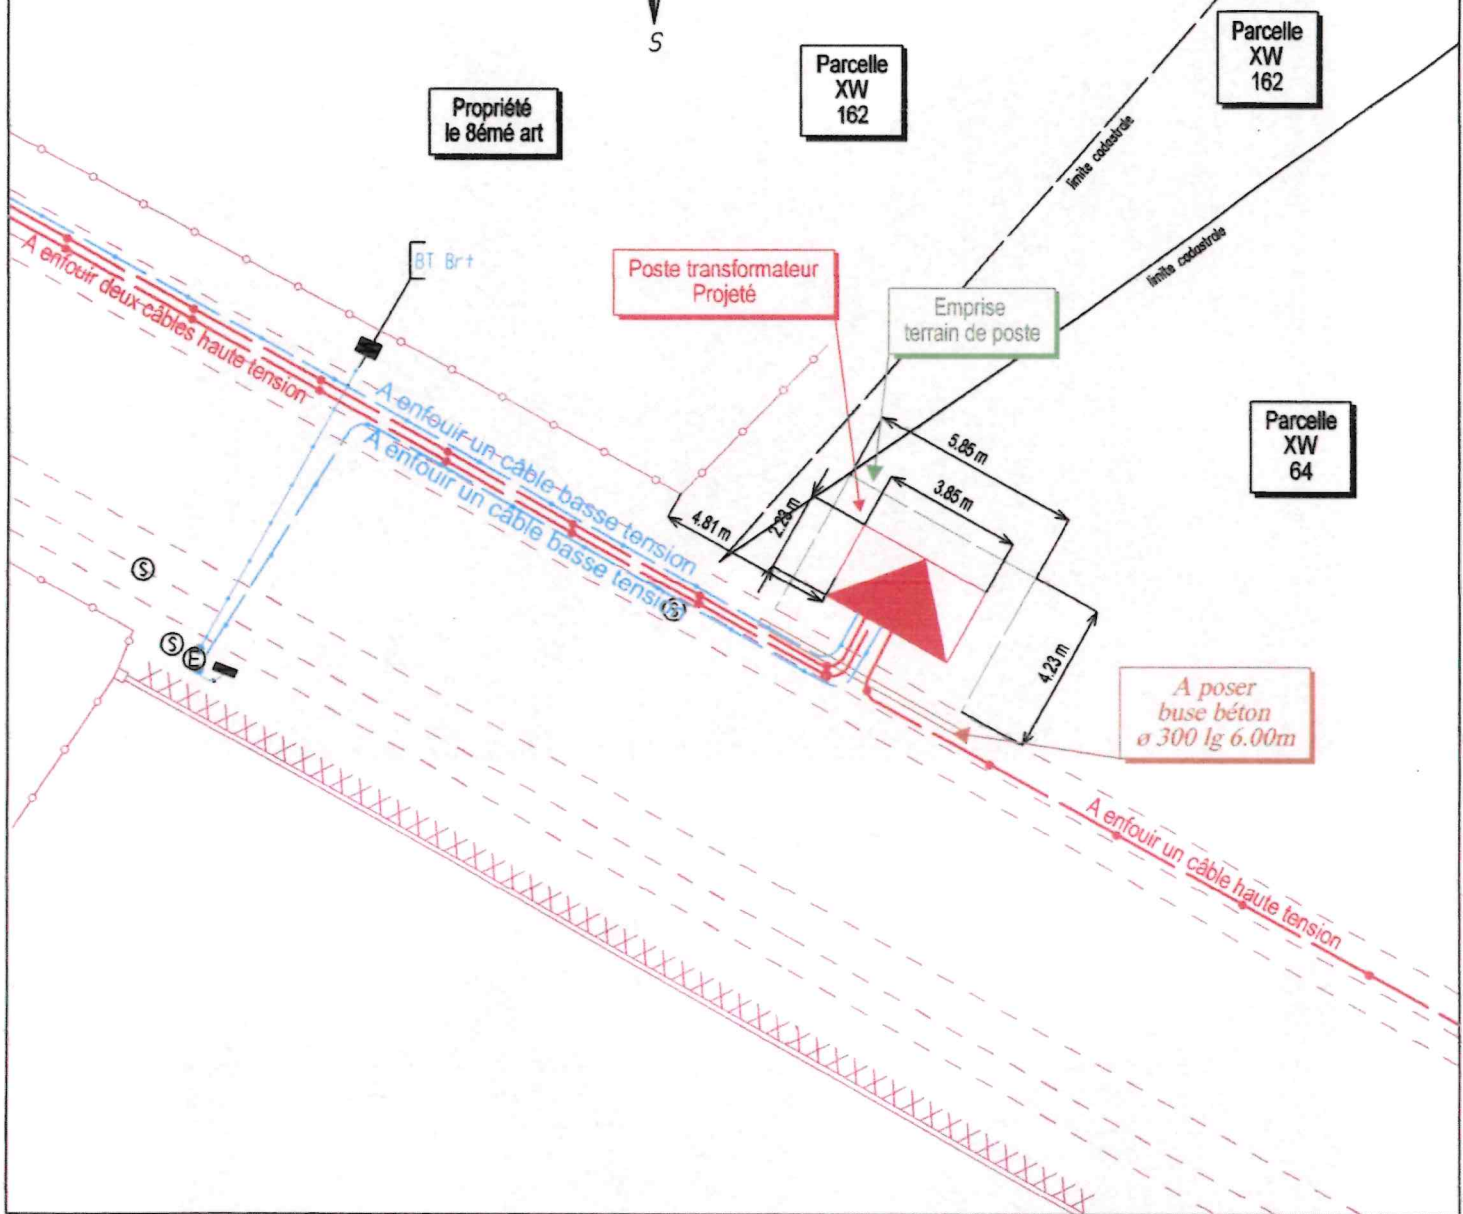 S
Parcelle
XW
162
Parcelle
XW
162
Propriété
le 8émé art
limite cadastrale
limite cadastrale
BT Brt
A enfouir deux câbles haute tension
Poste transformateur
Projeté
Emprise
terrain de poste
A enfouir un câble basse tension
A enfouir un câble basse tension
Parcelle
XW
64
5.85 m
3.85 m
2.23 m
4.81 m
4.23 m
S
S
S
E
A poser
buse béton
ø 300 lg 6.00m
A enfouir un câble haute tension